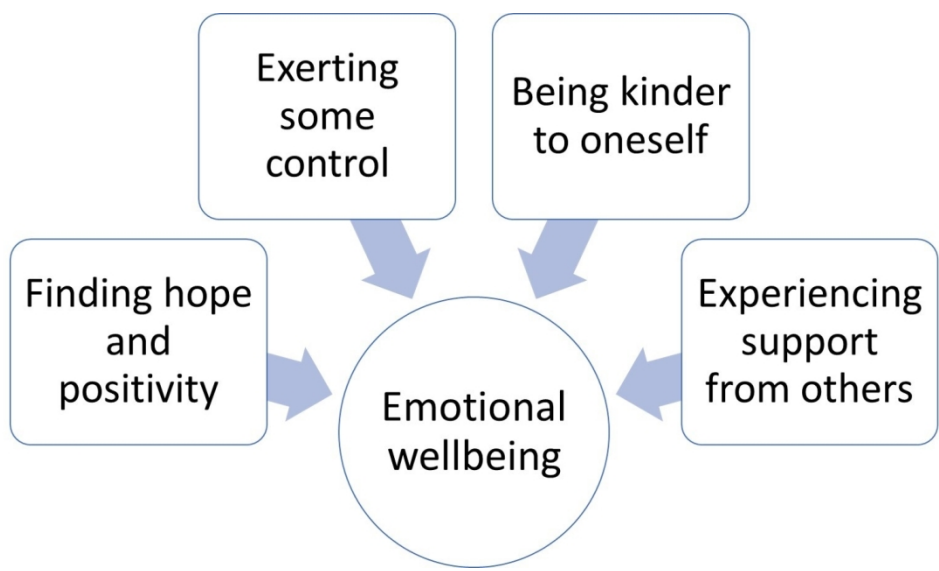 Exerting
some
control
Being kinder
to oneself
Finding hope
and
positivity
Experiencing
support
from others
Emotional
wellbeing